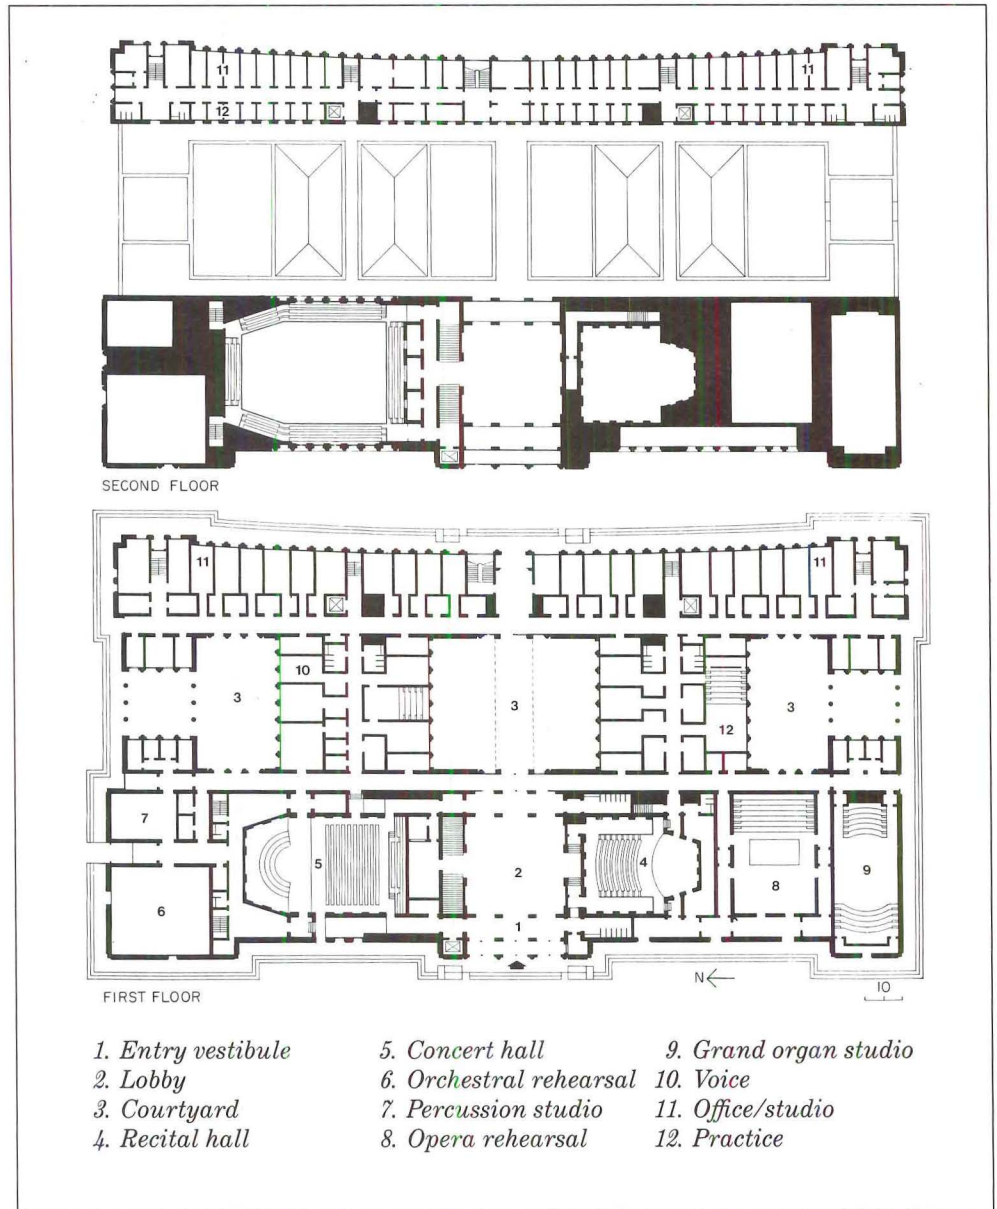 11
11
12
SECOND FLOOR
11
11
10
3
3
3
12
7
5
4
2
8
9
6
1
N
FIRST FLOOR
10
1. Entry vestibule
2. Lobby
3. Courtyard
4. Recital hall
5. Concert hall
6. Orchestral rehearsal
7. Percussion studio
8. Opera rehearsal
9. Grand organ studio
10. Voice
11. Office/studio
12. Practice